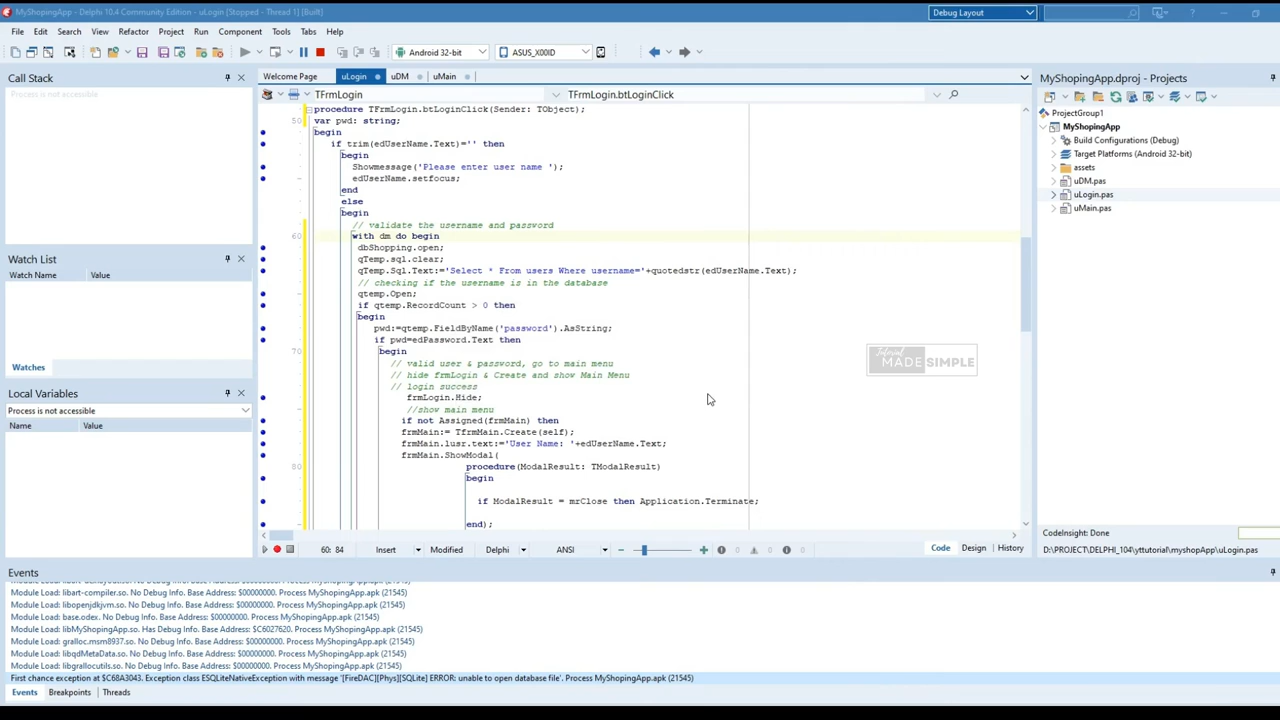 MyShopingApp - Delphi 10.4 Community Edition - uLogin [Stopped - Thread 1] [Built]
Debug Layout
File Edit Search View Refactor Project Run Component Tools Tabs Help
Android 32-bit
ASUS_X00ID
Call Stack
Process is not accessible
Watch List
Name Value
Watches
Local Variables
Process is not accessible
Name Value
Welcome Page uLogin uDM uMain
TFrmLogin TFrmLogin.btLoginClick
procedure TFrmLogin.btLoginClick(Sender: TObject);
50 var pwd: string;
begin
if trim(edUserName.Text)='' then
begin
Showmessage('Please enter user name ');
edUserName.setfocus;
end
else
begin
// validate the username and password
60 with dm do begin
dbShopping.open;
qTemp.sql.clear;
qTemp.Sql.Text:='Select * From users Where username='+quotedstr(edUserName.Text);
// checking if the username is in the database
qtemp.Open;
if qtemp.RecordCount > 0 then
begin
pwd:=qtemp.FieldByName('password').AsString;
if pwd=edPassword.Text then
70 begin
// valid user & password, go to main menu
// hide frmLogin & Create and show Main Menu
// login success
frmLogin.Hide;
//show main menu
if not Assigned(frmMain) then
frmMain:= TfrmMain.Create(self);
frmMain.lusr.text:='User Name: '+edUserName.Text;
frmMain.ShowModal(
80 procedure(ModalResult: TModalResult)
begin
if ModalResult = mrClose then Application.Terminate;
end);
Tutorial
MADE SIMPLE
60: 84 Insert Modified Delphi ANSI 0 0 0 Code Design History
MyShopingApp.dproj - Projects
ProjectGroup1
MyShopingApp
Build Configurations (Debug)
Target Platforms (Android 32-bit)
assets
uDM.pas
uLogin.pas
uMain.pas
CodeInsight: Done
D:\PROJECT\DELPHI_104\yttutorial\myshopApp\uLogin.pas
Events
Module Load: libart-compiler.so. No Debug Info. Base Address: $00000000. Process MyShopingApp.apk (21545)
Module Load: libopenjdkjvm.so. No Debug Info. Base Address: $00000000. Process MyShopingApp.apk (21545)
Module Load: base.odex. No Debug Info. Base Address: $00000000. Process MyShopingApp.apk (21545)
Module Load: libMyShopingApp.so. Has Debug Info. Base Address: $C6027620. Process MyShopingApp.apk (21545)
Module Load: gralloc.msm8937.so. No Debug Info. Base Address: $00000000. Process MyShopingApp.apk (21545)
Module Load: libqdMetaData.so. No Debug Info. Base Address: $00000000. Process MyShopingApp.apk (21545)
Module Load: libgrallocutils.so. No Debug Info. Base Address: $00000000. Process MyShopingApp.apk (21545)
First chance exception at $C68A3043. Exception class ESQLiteNativeException with message '[FireDAC][Phys][SQLite] ERROR: unable to open database file'. Process MyShopingApp.apk (21545)
Events Breakpoints Threads